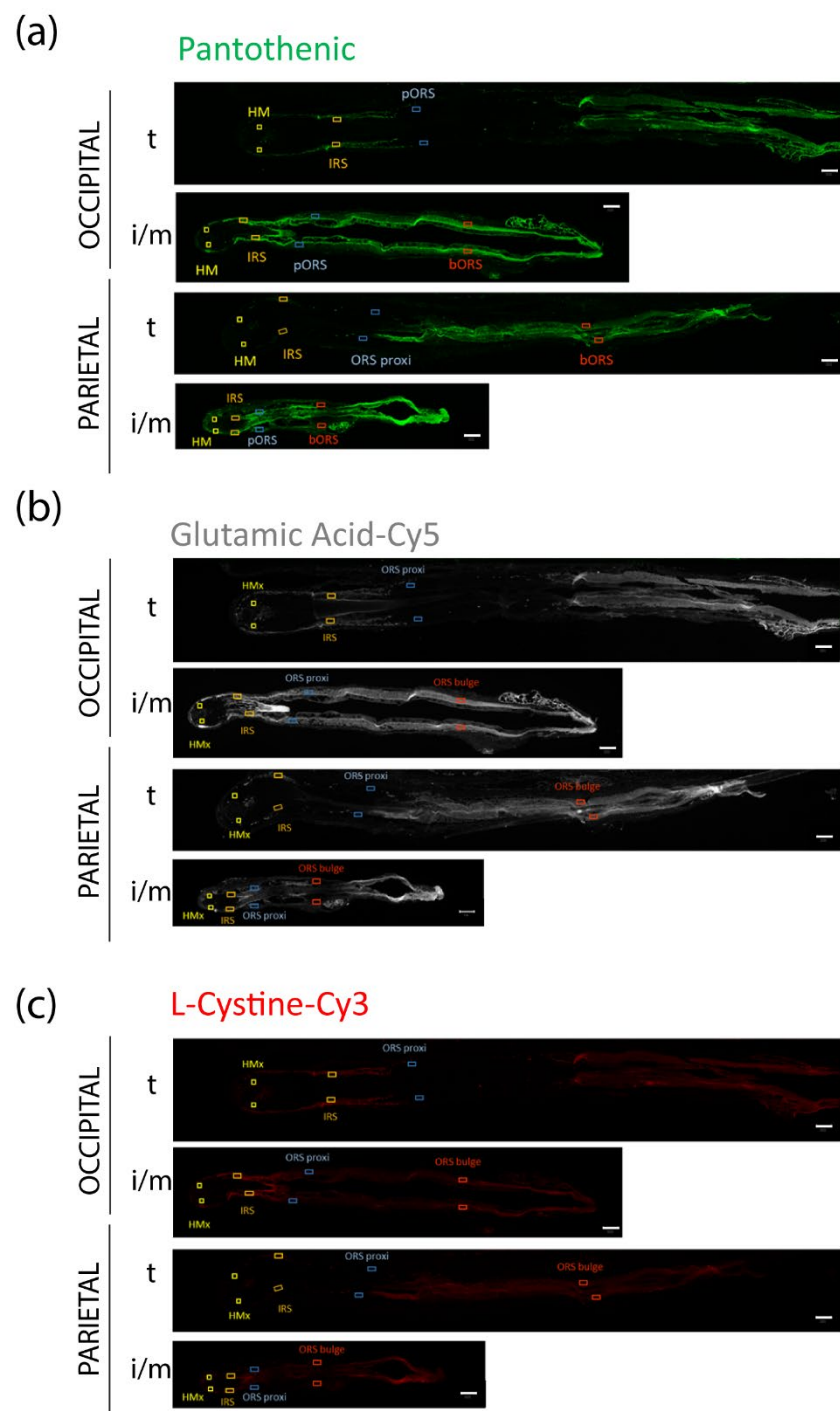 (a)
Pantothenic
OCCIPITAL
t
HM
IRS
pORS
i/m
HM
IRS
pORS
bORS
PARIETAL
t
HM
IRS
ORS proxi
bORS
i/m
HM
IRS
pORS
bORS
(b)
Glutamic Acid-Cy5
OCCIPITAL
t
HMx
IRS
ORS proxi
i/m
HMx
IRS
ORS proxi
ORS bulge
PARIETAL
t
HMx
IRS
ORS proxi
ORS bulge
i/m
HMx
IRS
ORS proxi
ORS bulge
(c)
L-Cystine-Cy3
OCCIPITAL
t
HMx
IRS
ORS proxi
i/m
HMx
IRS
ORS proxi
ORS bulge
PARIETAL
t
HMx
IRS
ORS proxi
ORS bulge
i/m
HMx
IRS
ORS proxi
ORS bulge